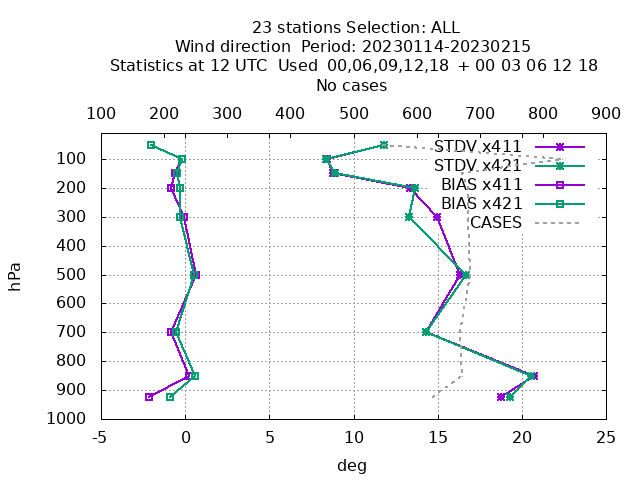 23 stations Selection: ALL
Wind direction  Period: 20230114-20230215
Statistics at 12 UTC  Used  00,06,09,12,18  + 00 03 06 12 18
No cases
100 200 300 400 500 600 700 800 900
STDV x411
STDV x421
BIAS x411
BIAS x421
CASES
hPa
100
200
300
400
500
600
700
800
900
1000
-5 0 5 10 15 20 25
deg